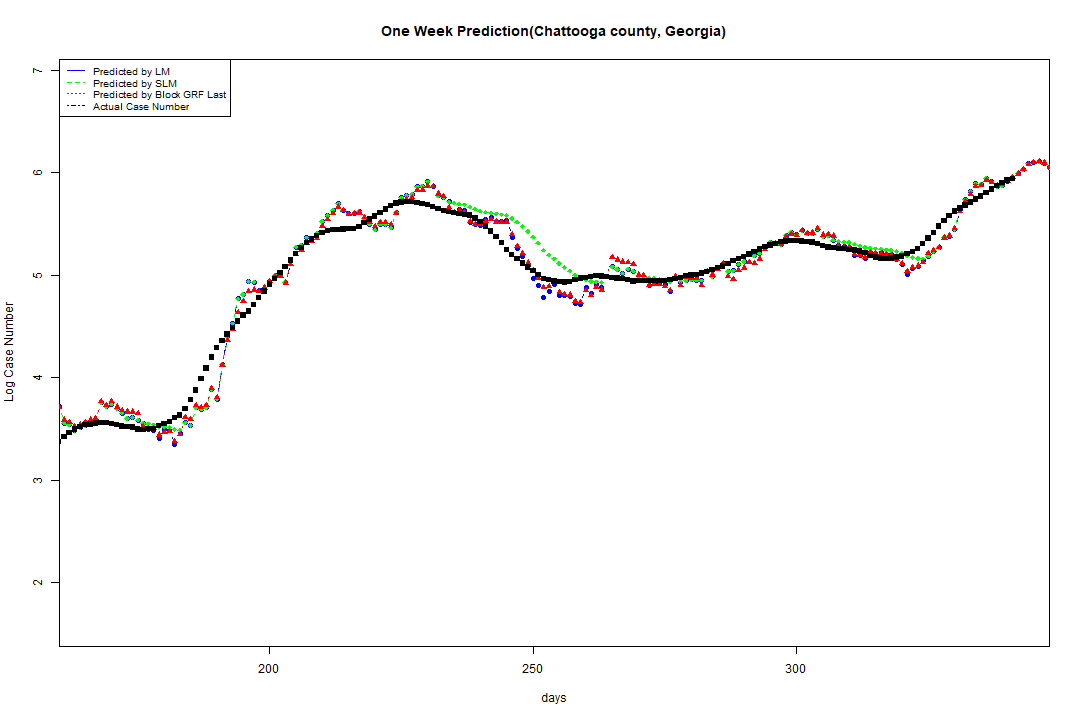 One Week Prediction(Chattooga county, Georgia)
Predicted by LM
Predicted by SLM
Predicted by Block GRF Last
Actual Case Number
7
6
5
4
3
2
Log Case Number
200 250 300
days